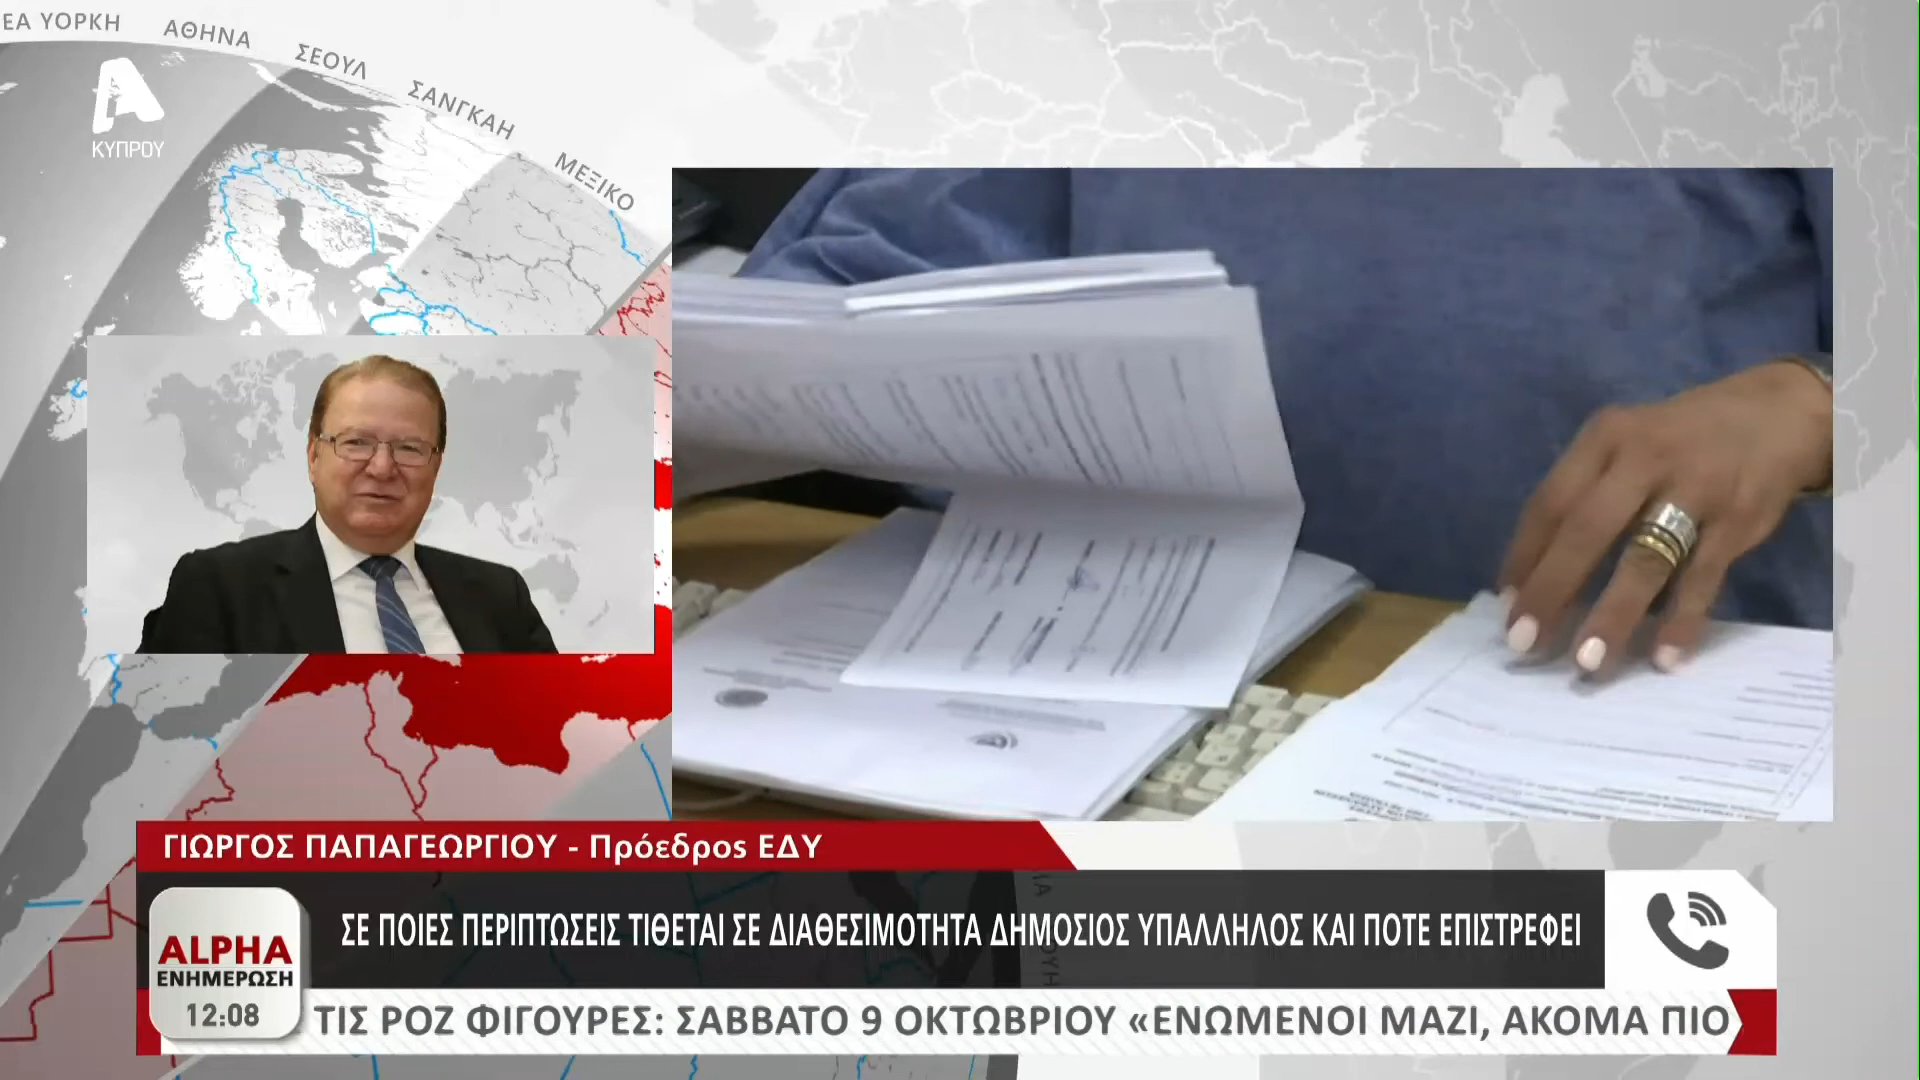 ΕΑ ΥΟΡΚΗ
ΑΘΗΝΑ
ΣΕΟΥΛ
ΣΑΝΓΚΑΗ
ΜΕΞΙΚΟ
ΚΥΠΡΟΥ
ΓΙΩΡΓΟΣ ΠΑΠΑΓΕΩΡΓΙΟΥ - Πρόεδρος ΕΔΥ
ΣΕ ΠΟΙΕΣ ΠΕΡΙΠΤΩΣΕΙΣ ΤΙΘΕΤΑΙ ΣΕ ΔΙΑΘΕΣΙΜΟΤΗΤΑ ΔΗΜΟΣΙΟΣ ΥΠΑΛΛΗΛΟΣ ΚΑΙ ΠΟΤΕ ΕΠΙΣΤΡΕΦΕΙ
ALPHA
ΕΝΗΜΕΡΩΣΗ
12:08
ΤΙΣ ΡΟΖ ΦΙΓΟΥΡΕΣ: ΣΑΒΒΑΤΟ 9 ΟΚΤΩΒΡΙΟΥ «ΕΝΩΜΕΝΟΙ ΜΑΖΙ, ΑΚΟΜΑ ΠΙΟ